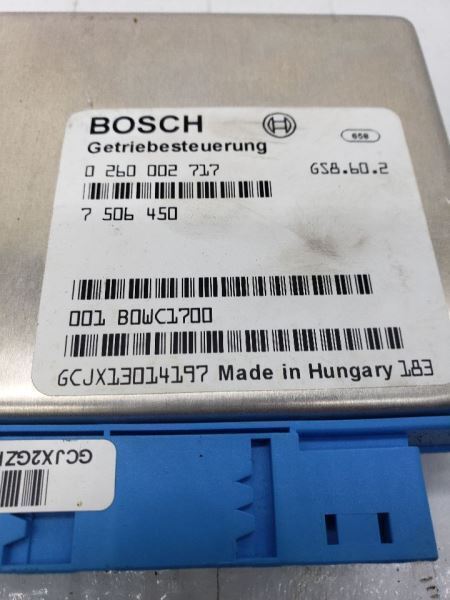 BOSCH
658
Getriebesteuerung
0 260 002 717 GS8.60.2
7 506 450
001 BOWC1700
GCJX13014197 Made in Hungary 183